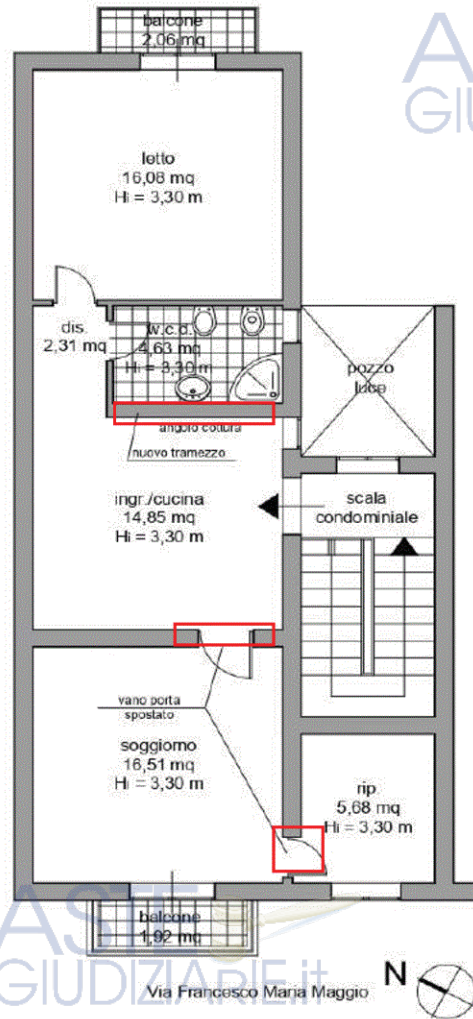 balcone
2,06 mq
letto
16,08 mq
Hi = 3,30 m
dis.
2,31 mq
w.c.d.
4,63 mq
Hi = 3,30 m
pozzo
luce
angolo cottura
nuovo tramezzo
ingr./cucina
14,85 mq
Hi = 3,30 m
scala
condominiale
vano porta
spostato
soggiorno
16,51 mq
Hi = 3,30 m
rip.
5,68 mq
Hi = 3,30 m
balcone
1,92 mq
ASTE
GIUDIZIARIE.it
Via Francesco Maria Maggio
N